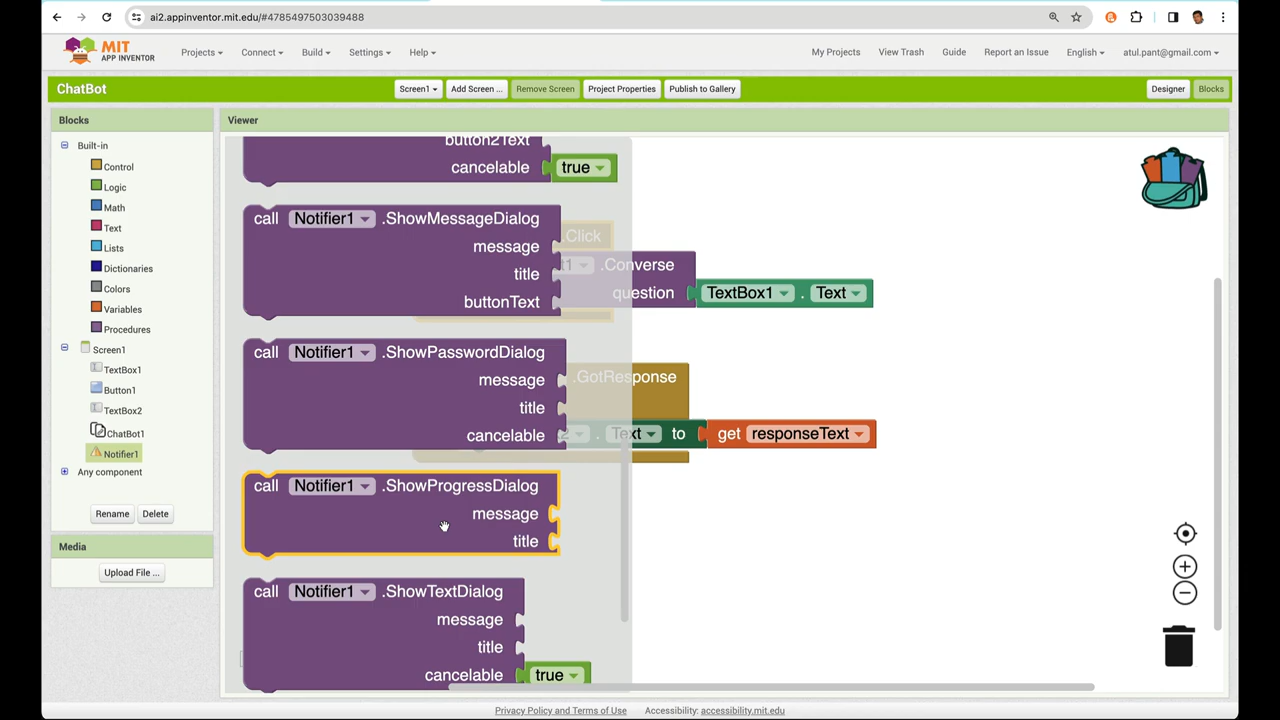 ai2.appinventor.mit.edu/#4785497503039488
MIT
APP INVENTOR
Projects
Connect
Build
Settings
Help
My Projects
View Trash
Guide
Report an Issue
English
atul.pant@gmail.com
ChatBot
Screen1
Add Screen ...
Remove Screen
Project Properties
Publish to Gallery
Designer
Blocks
Blocks
Built-in
Control
Logic
Math
Text
Lists
Dictionaries
Colors
Variables
Procedures
Screen1
TextBox1
Button1
TextBox2
ChatBot1
Notifier1
Any component
Rename
Delete
Media
Upload File ...
Viewer
button2Text
cancelable true
call Notifier1 .ShowMessageDialog
message
title
buttonText
call Notifier1 .ShowPasswordDialog
message
title
cancelable
call Notifier1 .ShowProgressDialog
message
title
call Notifier1 .ShowTextDialog
message
title
cancelable true
.Click
t1 .Converse
question TextBox1 . Text
.GotResponse
2 . Text to get responseText
Privacy Policy and Terms of Use
Accessibility: accessibility.mit.edu